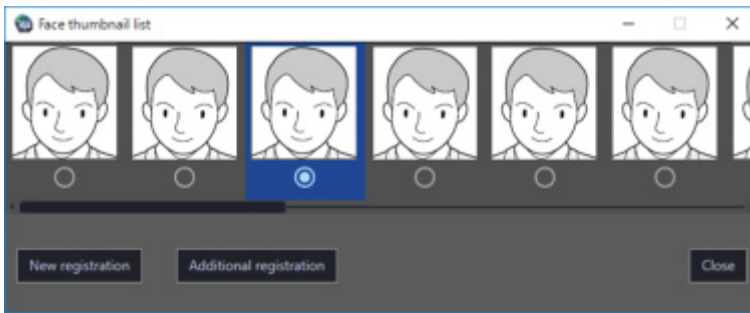 Face thumbnail list
New registration
Additional registration
Close